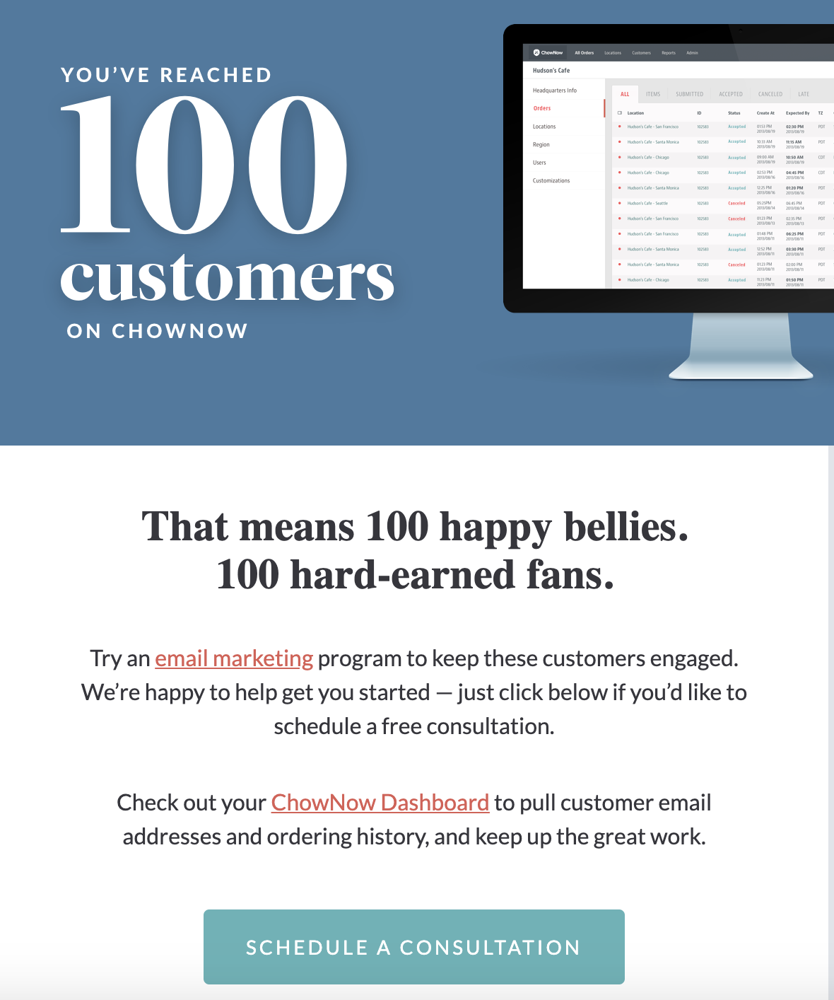 YOU’VE REACHED
100
customers
ON CHOWNOW
ChowNow All Orders Locations Customers Reports Admin
Hudson's Cafe
Headquarters Info
Orders
Locations
Region
Users
Customizations
ALL ITEMS SUBMITTED ACCEPTED CANCELED LATE
Location ID Status Create At Expected By TZ
Hudson's Cafe - San Francisco 102583 Accepted 01:53 PM 2013/08/19 02:30 PM 2013/08/19 PDT
Hudson's Cafe - Santa Monica 102583 Accepted 10:33 AM 2013/08/19 11:15 AM 2013/08/19 PDT
Hudson's Cafe - Chicago 102583 Accepted 09:00 AM 2013/08/19 10:50 AM 2013/08/19 CDT
Hudson's Cafe - Chicago 102583 Accepted 02:53 PM 2013/08/16 04:45 PM 2013/08/16 CDT
Hudson's Cafe - Santa Monica 102583 Accepted 12:25 PM 2013/08/16 01:20 PM 2013/08/16 PDT
Hudson's Cafe - Seattle 102583 Canceled 05:25PM 2013/08/14 06:45 PM 2013/08/14 PDT
Hudson's Cafe - San Francisco 102583 Canceled 01:23 PM 2013/08/13 02:35 PM 2013/08/13 PDT
Hudson's Cafe - San Francisco 102583 Accepted 01:48 PM 2013/08/11 06:25 PM 2013/08/11 PDT
Hudson's Cafe - Santa Monica 102583 Accepted 12:52 PM 2013/08/11 03:30 PM 2013/08/11 PDT
Hudson's Cafe - Santa Monica 102583 Canceled 01:23 PM 2013/08/11 02:00 PM 2013/08/11 PDT
Hudson's Cafe - Chicago 102583 Accepted 11:23 PM 2013/08/11 01:50 PM 2013/08/11 PDT
That means 100 happy bellies.
100 hard-earned fans.
Try an email marketing program to keep these customers engaged.
We’re happy to help get you started — just click below if you’d like to
schedule a free consultation.
Check out your ChowNow Dashboard to pull customer email
addresses and ordering history, and keep up the great work.
SCHEDULE A CONSULTATION